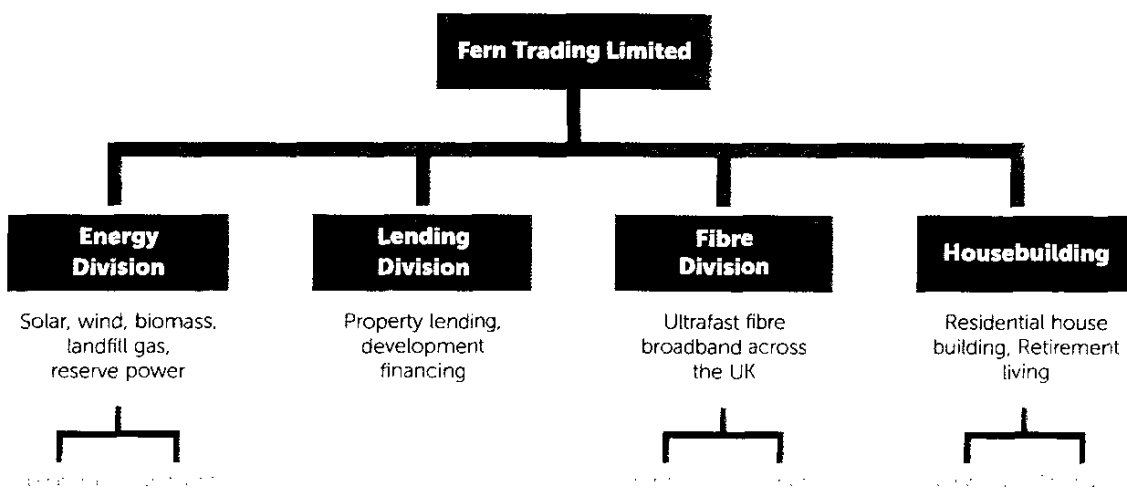 Fern Trading Limited
Energy
Division
Solar, wind, biomass,
landfill gas,
reserve power
Lending
Division
Property lending,
development
financing
Fibre
Division
Ultrafast fibre
broadband across
the UK
Housebuilding
Residential house
building, Retirement
living